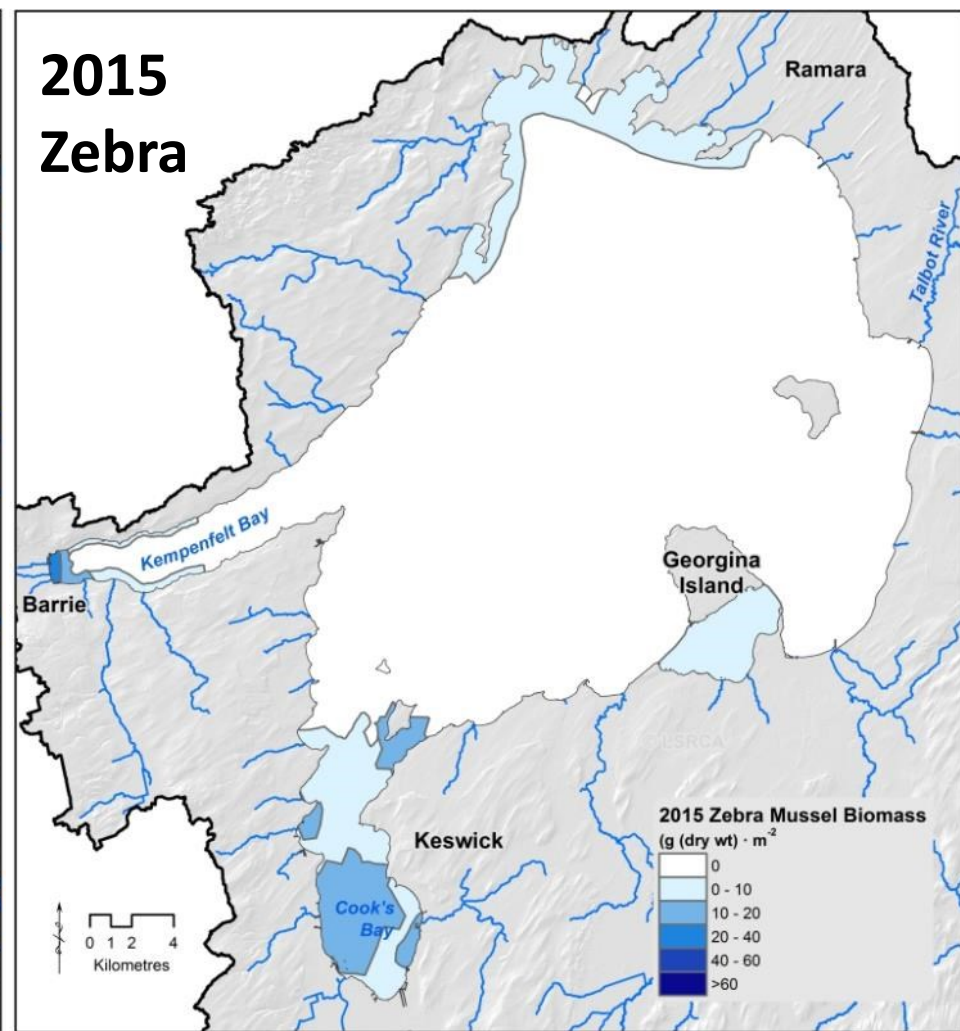 2015
Zebra
Ramara
Talbot River
Kempenfelt Bay
Barrie
Georgina
Island
LSRCA
Keswick
Cook's
Bay
0 1 2 4
Kilometres
2015 Zebra Mussel Biomass
(g (dry wt) · m-2
0
0 - 10
10 - 20
20 - 40
40 - 60
>60